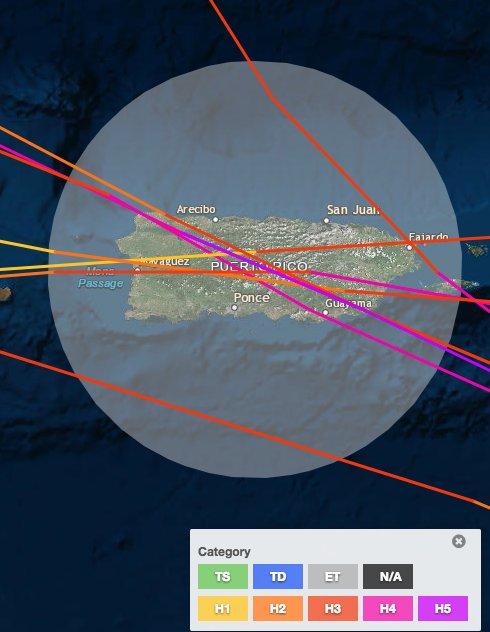 Arecibo
San Juan
Fajardo
Mayaguez
PUERTO RICO
Mona
Passage
Ponce
Guayama
Category
TS TD ET N/A
H1 H2 H3 H4 H5